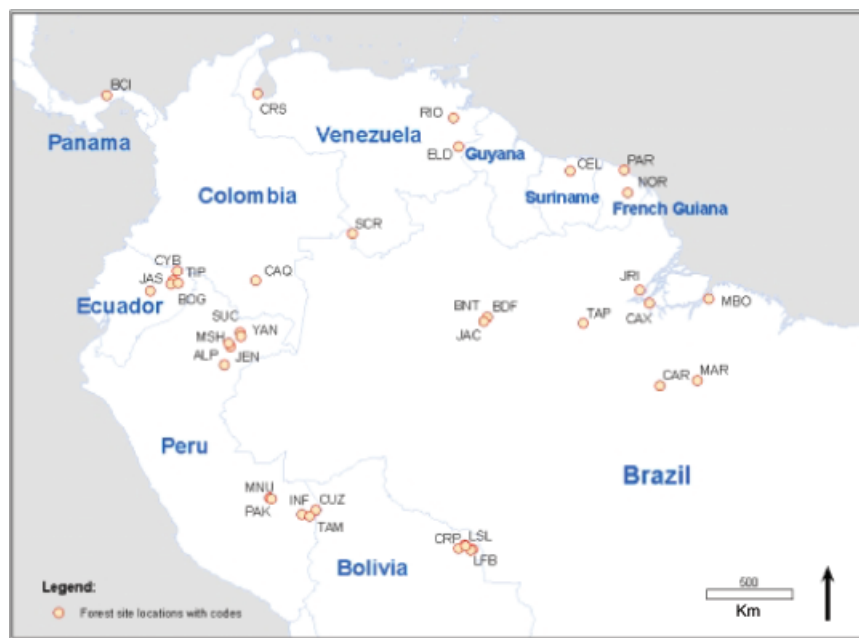 BCI
CRS
RIO
Panama
Venezuela
ELD
Guyana
CEL
PAR
NOR
Colombia
Suriname
French Guiana
SCR
CYB
TIP
CAQ
JAS
BOG
Ecuador
JRI
MBO
BNT
BDF
TAP
CAX
SUC
YAN
JAC
MSH
ALP
JEN
CAR
MAR
Peru
Brazil
MNU
INF
CUZ
PAK
TAM
CRP
LSL
LFB
Bolivia
Legend:
Forest site locations with codes
500
Km